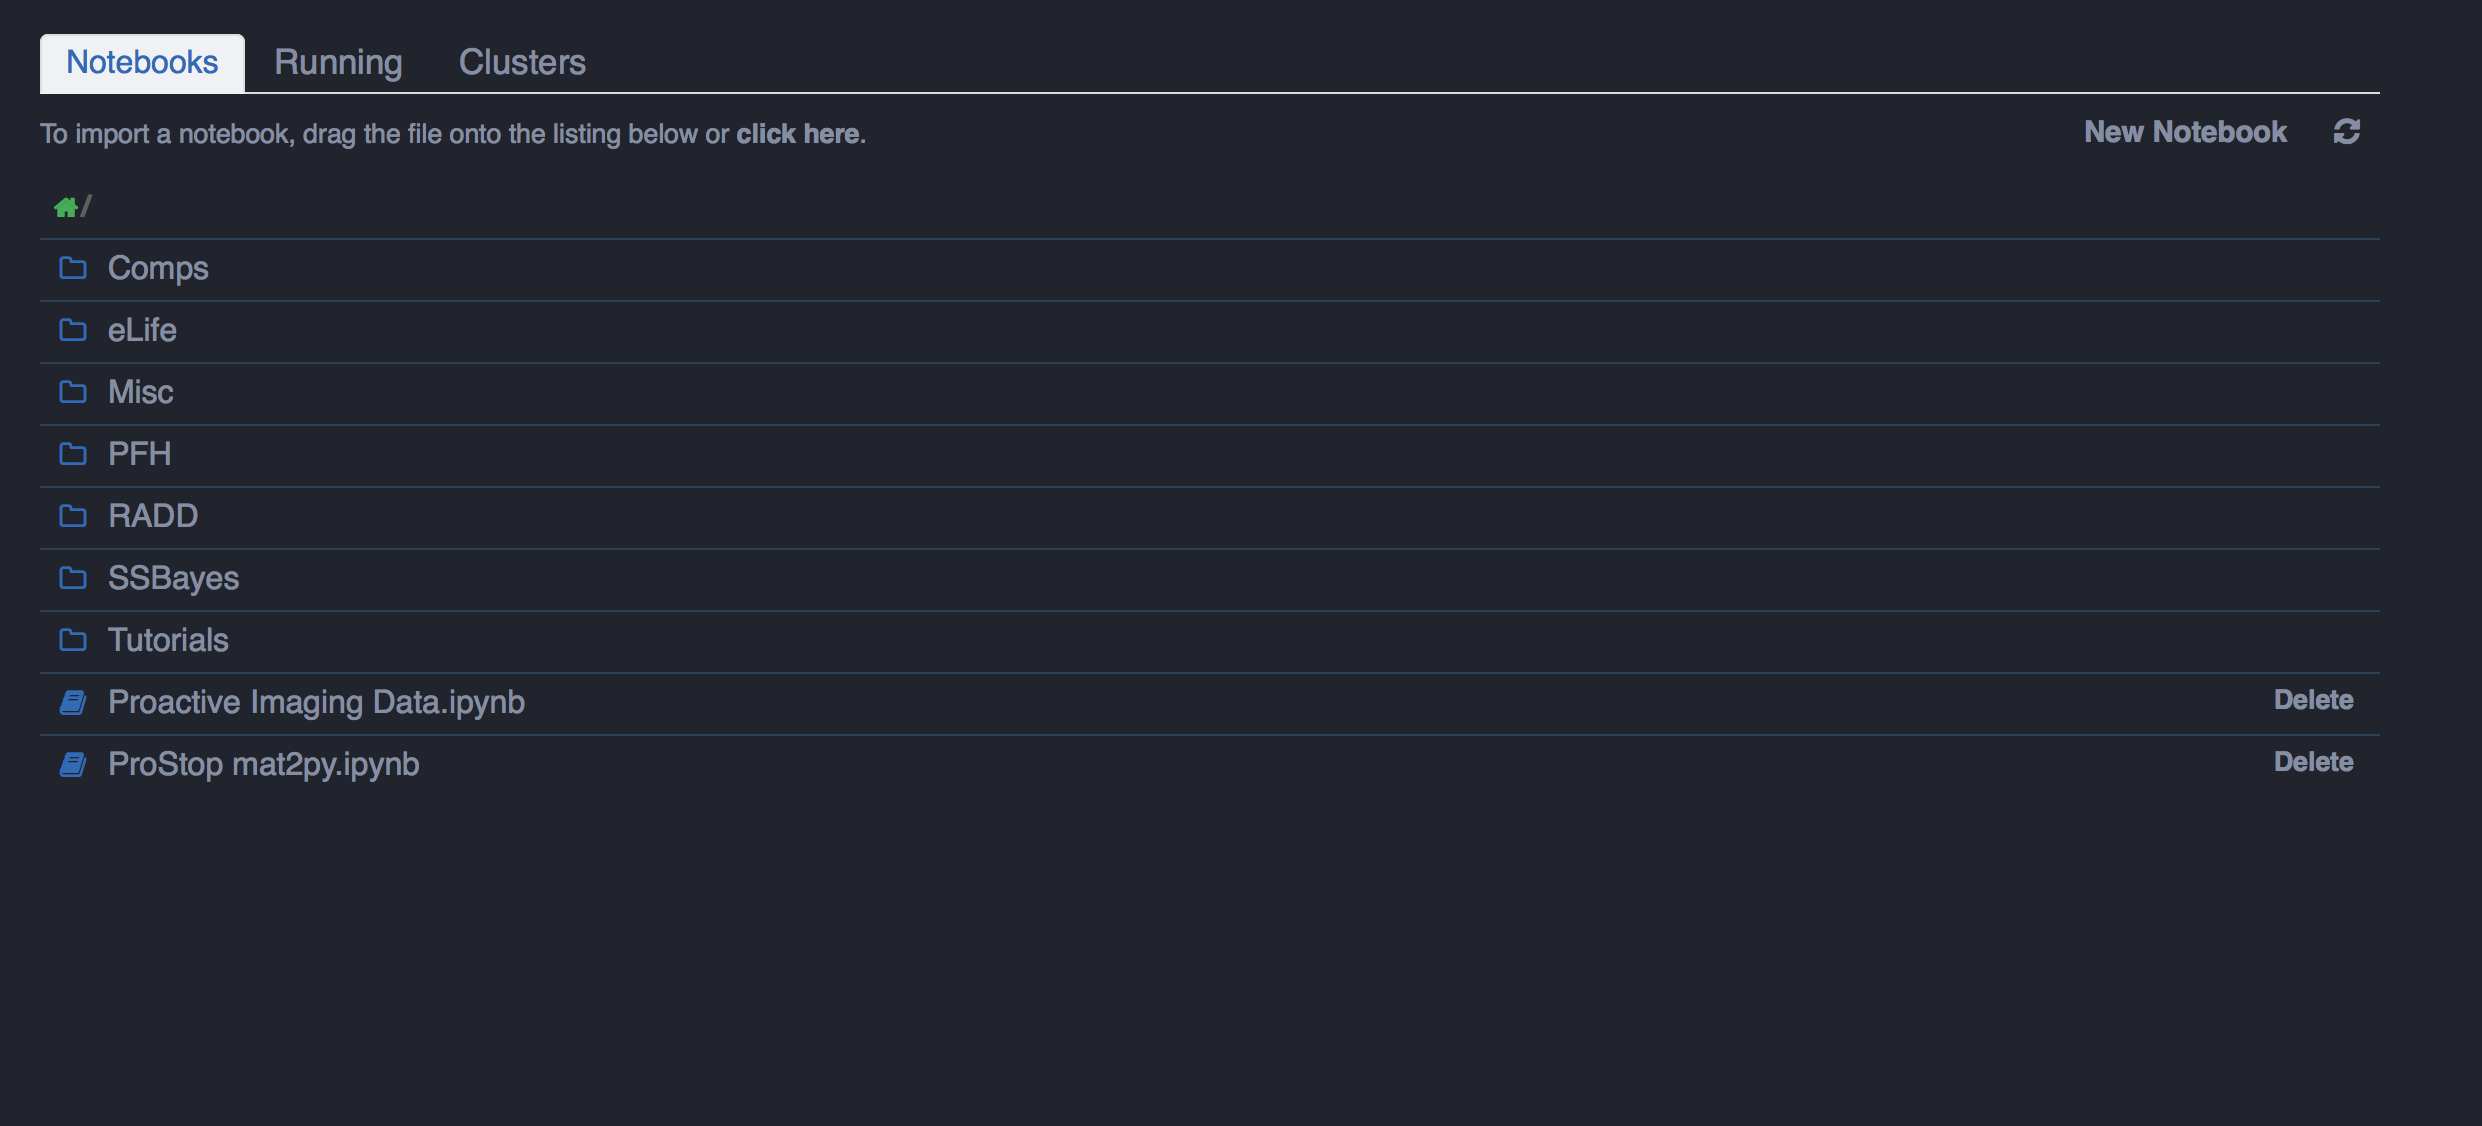 Notebooks Running Clusters
To import a notebook, drag the file onto the listing below or click here. New Notebook
/
Comps
eLife
Misc
PFH
RADD
SSBayes
Tutorials
Proactive Imaging Data.ipynb Delete
ProStop mat2py.ipynb Delete